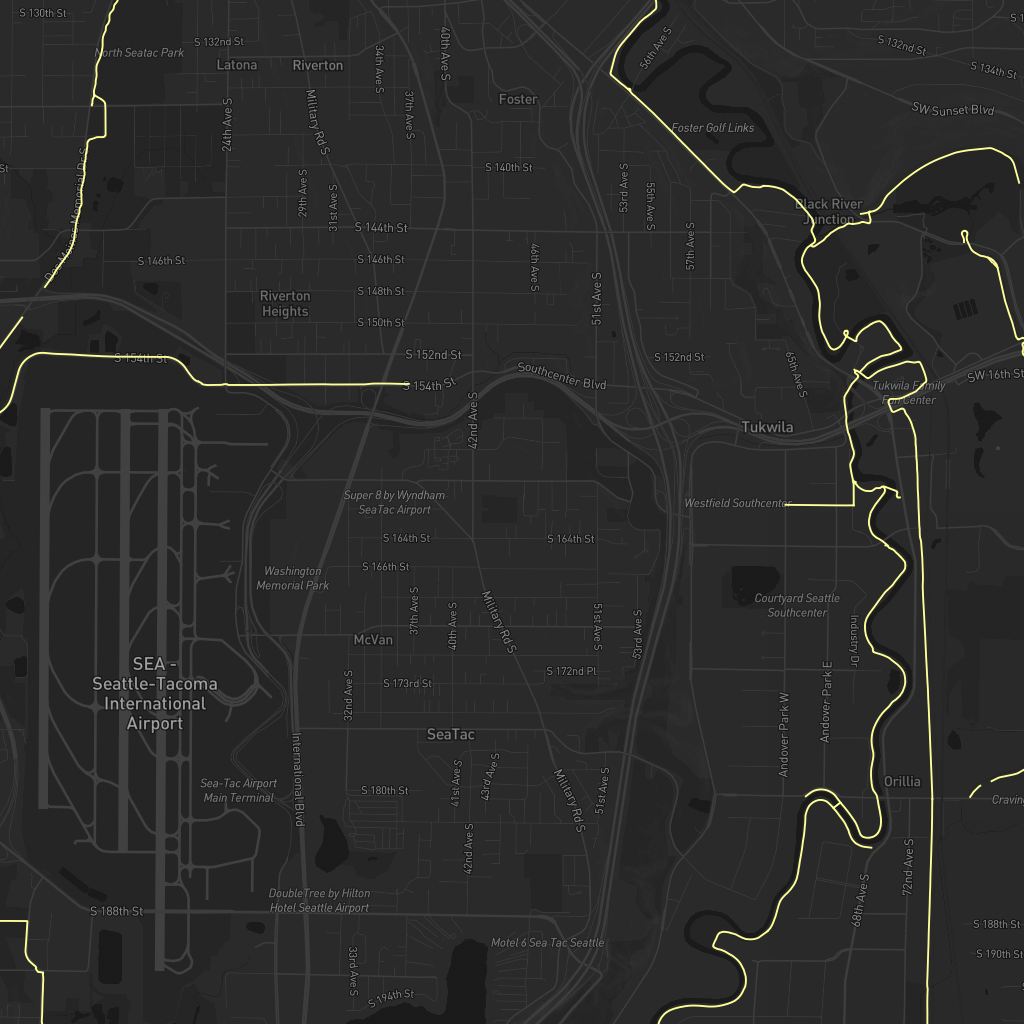 S 130th St
S 132nd St
North Seatac Park
Latona
Riverton
34th Ave S
40th Ave S
37th Ave S
Military Rd S
24th Ave S
Foster
56th Ave S
S 132nd St
S 134th St
SW Sunset Blvd
Foster Golf Links
S 140th St
29th Ave S
31st Ave S
53rd Ave S
55th Ave S
57th Ave S
Black River
Junction
S 144th St
S 146th St
S 146th St
46th Ave S
51st Ave S
Des Moines Memorial Dr S
S 148th St
Riverton
Heights
S 150th St
S 152nd St
S 154th St
S 154th St
Southcenter Blvd
S 152nd St
65th Ave S
SW 16th St
Tukwila Family
Fun Center
42nd Ave S
Tukwila
Super 8 by Wyndham
SeaTac Airport
Westfield Southcenter
S 164th St
S 164th St
S 166th St
Washington
Memorial Park
37th Ave S
40th Ave S
Military Rd S
51st Ave S
53rd Ave S
Courtyard Seattle
Southcenter
Industry Dr
McVan
SEA -
Seattle-Tacoma
International
Airport
S 172nd Pl
S 173rd St
32nd Ave S
Andover Park E
Andover Park W
SeaTac
International Blvd
Sea-Tac Airport
Main Terminal
S 180th St
41st Ave S
43rd Ave S
Military Rd S
51st Ave S
Orillia
Craving
42nd Ave S
72nd Ave S
68th Ave S
DoubleTree by Hilton
Hotel Seattle Airport
S 188th St
S 188th St
Motel 6 Sea Tac Seattle
S 190th St
33rd Ave S
S 194th St